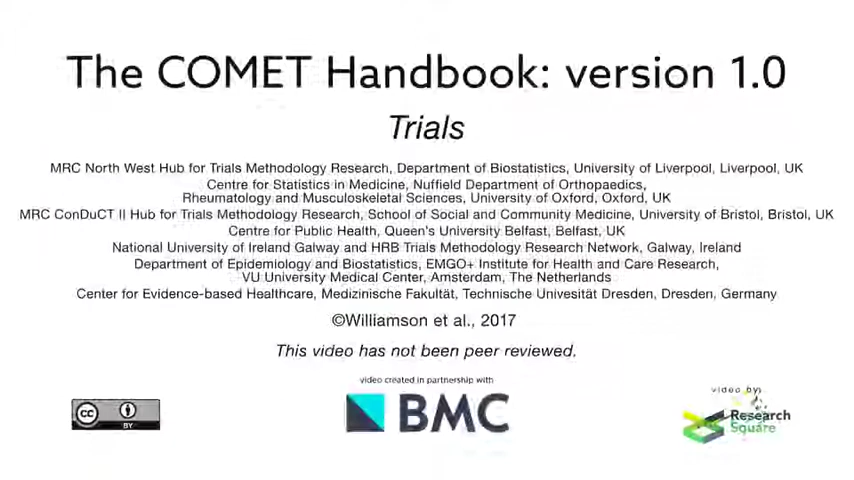 The COMET Handbook: version 1.0
Trials
MRC North West Hub for Trials Methodology Research, Department of Biostatistics, University of Liverpool, Liverpool, UK
Centre for Statistics in Medicine, Nuffield Department of Orthopaedics,
Rheumatology and Musculoskeletal Sciences, University of Oxford, Oxford, UK
MRC ConDuCT II Hub for Trials Methodology Research, School of Social and Community Medicine, University of Bristol, Bristol, UK
Centre for Public Health, Queen's University Belfast, Belfast, UK
National University of Ireland Galway and HRB Trials Methodology Research Network, Galway, Ireland
Department of Epidemiology and Biostatistics, EMGO+ Institute for Health and Care Research,
VU University Medical Center, Amsterdam, The Netherlands
Center for Evidence-based Healthcare, Medizinische Fakultät, Technische Univesität Dresden, Dresden, Germany
©Williamson et al., 2017
This video has not been peer reviewed.
video created in partnership with
BMC
cc BY
video by:
Research
Square